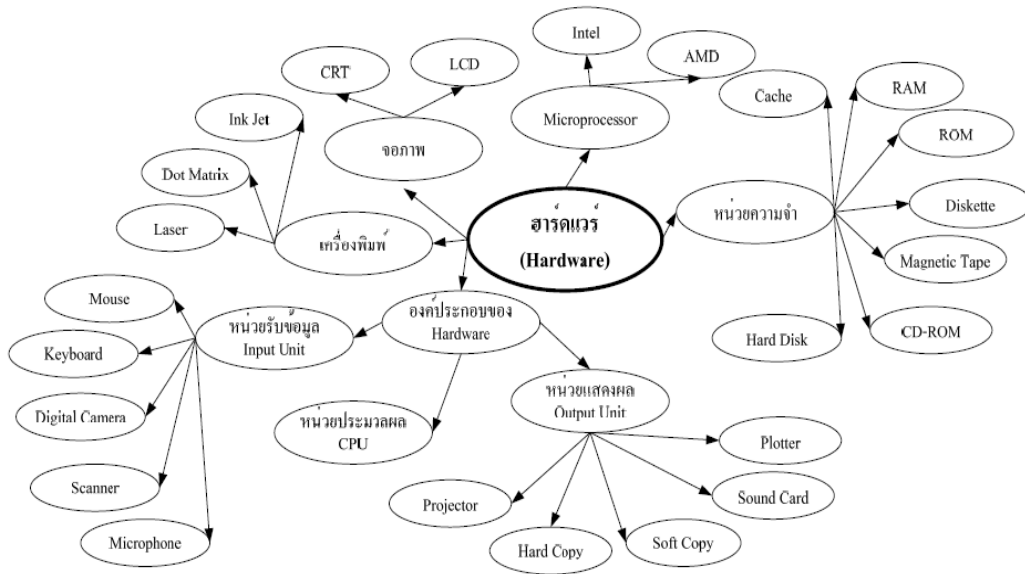 Intel
CRT
LCD
AMD
Cache
RAM
Ink Jet
จอภาพ
Microprocessor
ROM
Dot Matrix
ฮาร์ดแวร์
(Hardware)
หน่วยความจำ
Diskette
Laser
เครื่องพิมพ์
Magnetic Tape
Mouse
องค์ประกอบของ
Hardware
หน่วยรับข้อมูล
Input Unit
Hard Disk
CD-ROM
Keyboard
หน่วยแสดงผล
Output Unit
Digital Camera
หน่วยประมวลผล
CPU
Plotter
Scanner
Projector
Sound Card
Microphone
Hard Copy
Soft Copy